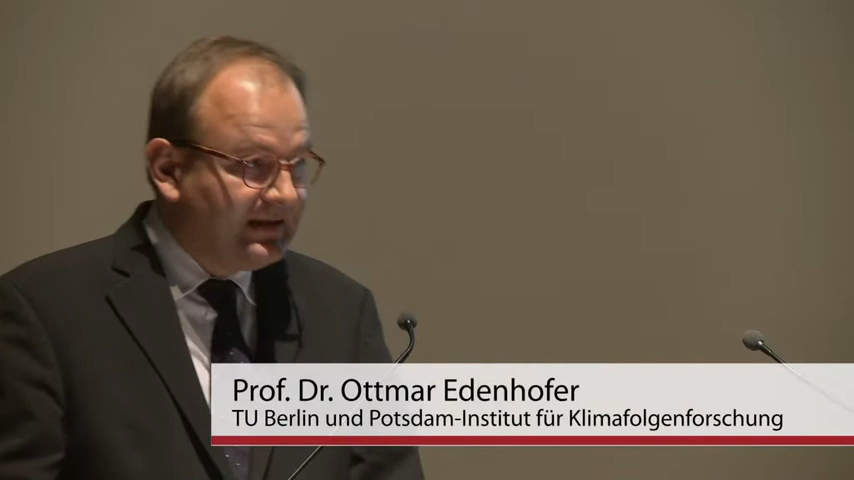 Prof. Dr. Ottmar Edenhofer
TU Berlin und Potsdam-Institut für Klimafolgenforschung